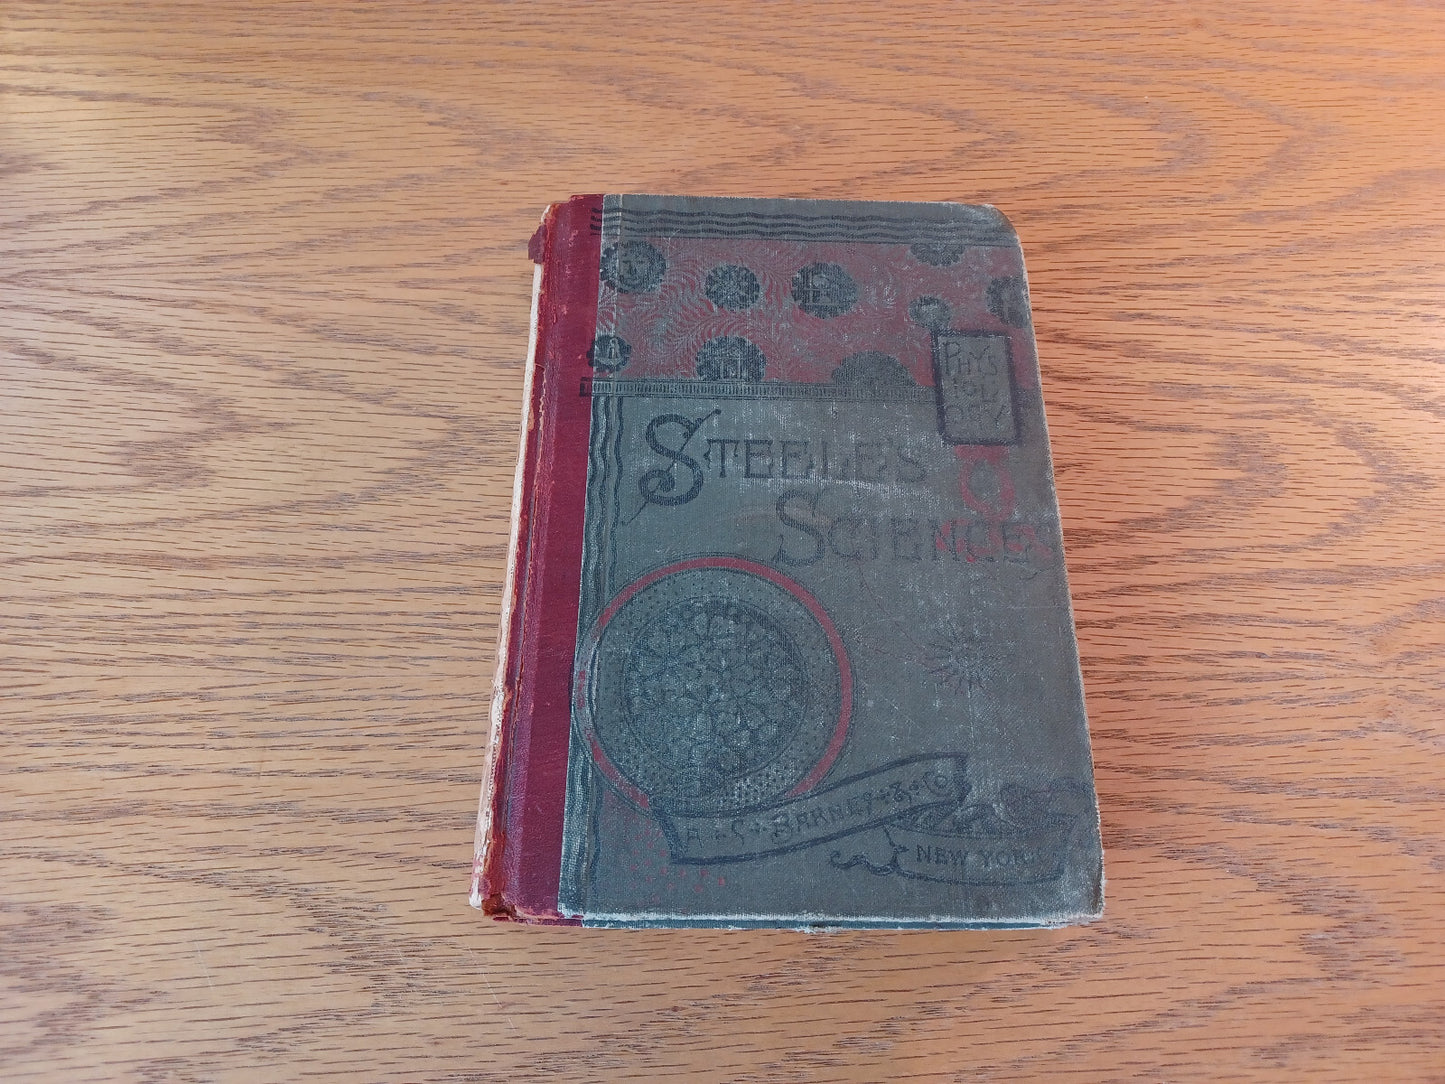 PHYS
IOL
OGY
STEELE'S
SCIENCES
A. S. BARNES & CO
NEW YORK